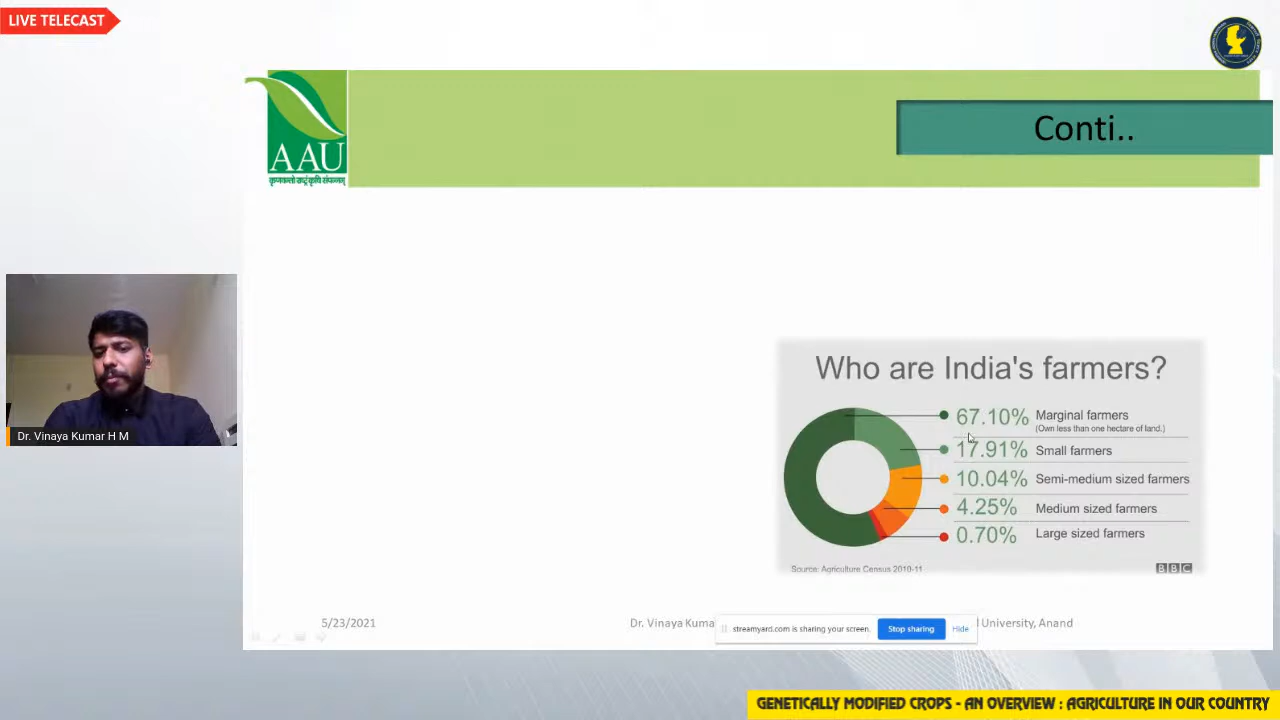 LIVE TELECAST
AAU
Conti..
Who are India's farmers?
67.10% Marginal farmers
(Own less than one hectare of land.)
17.91% Small farmers
10.04% Semi-medium sized farmers
4.25% Medium sized farmers
0.70% Large sized farmers
Source: Agriculture Census 2010-11
BBC
Dr. Vinaya Kumar H M
5/23/2021
Dr. Vinaya Kuma
University, Anand
streamyard.com is sharing your screen.
Stop sharing
Hide
GENETICALLY MODIFIED CROPS - AN OVERVIEW : AGRICULTURE IN OUR COUNTRY